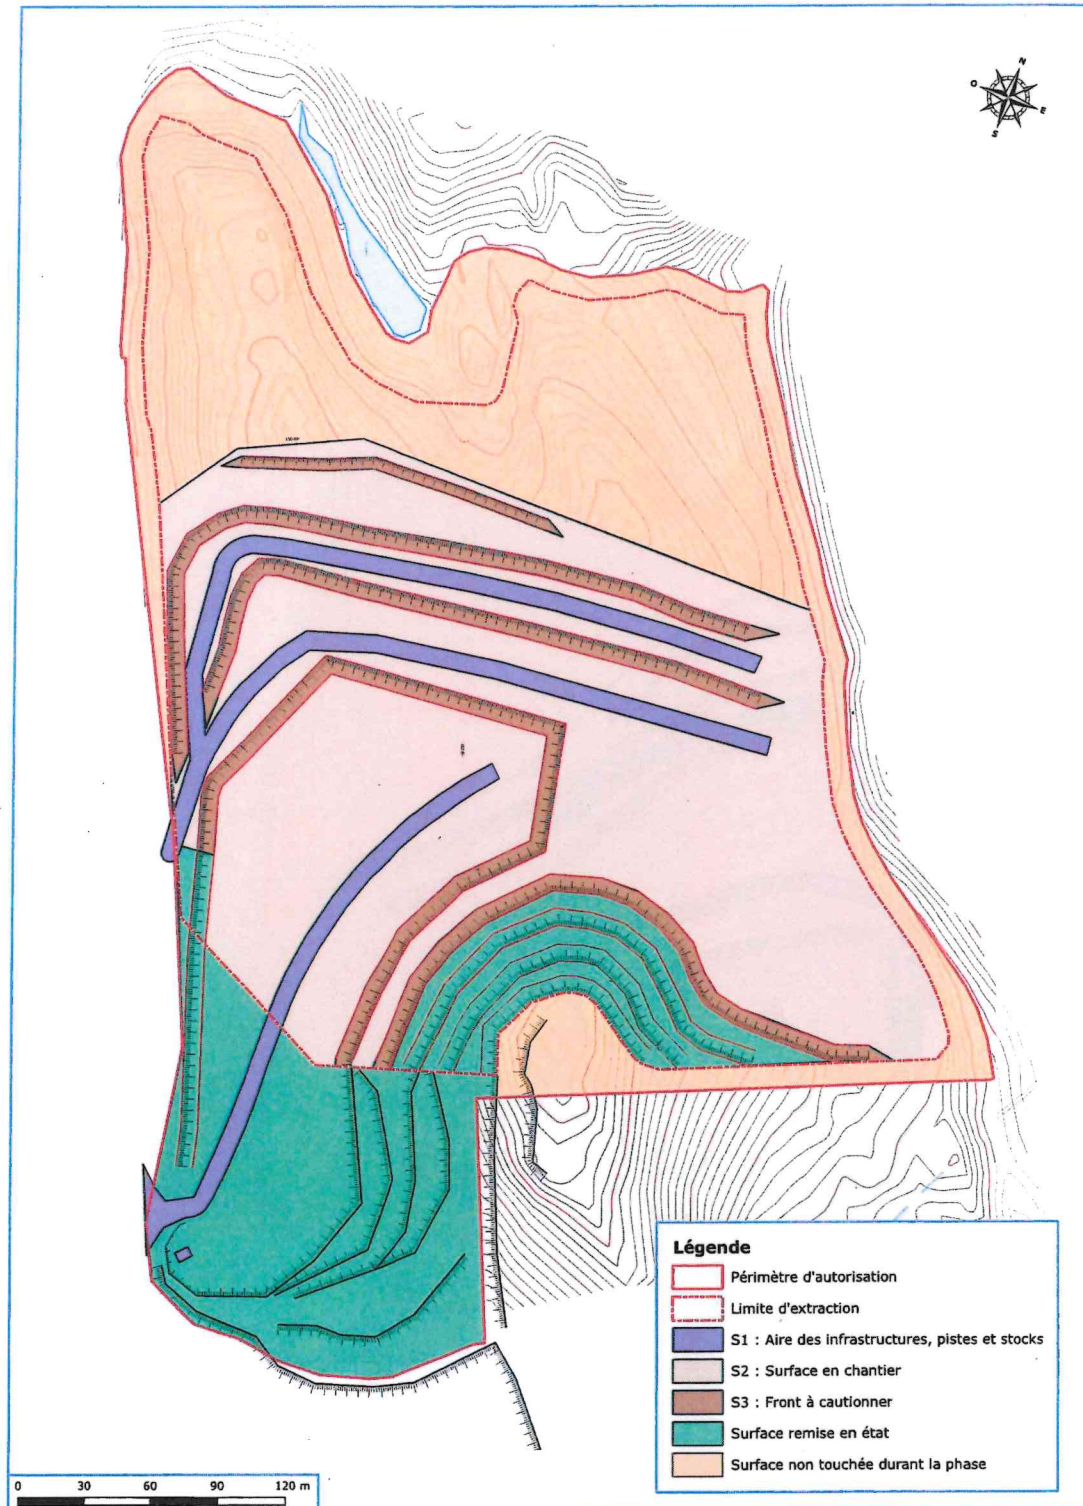 N
O
E
S
Légende
Périmètre d'autorisation
Limite d'extraction
S1 : Aire des infrastructures, pistes et stocks
S2 : Surface en chantier
S3 : Front à cautionner
Surface remise en état
Surface non touchée durant la phase
0 30 60 90 120 m